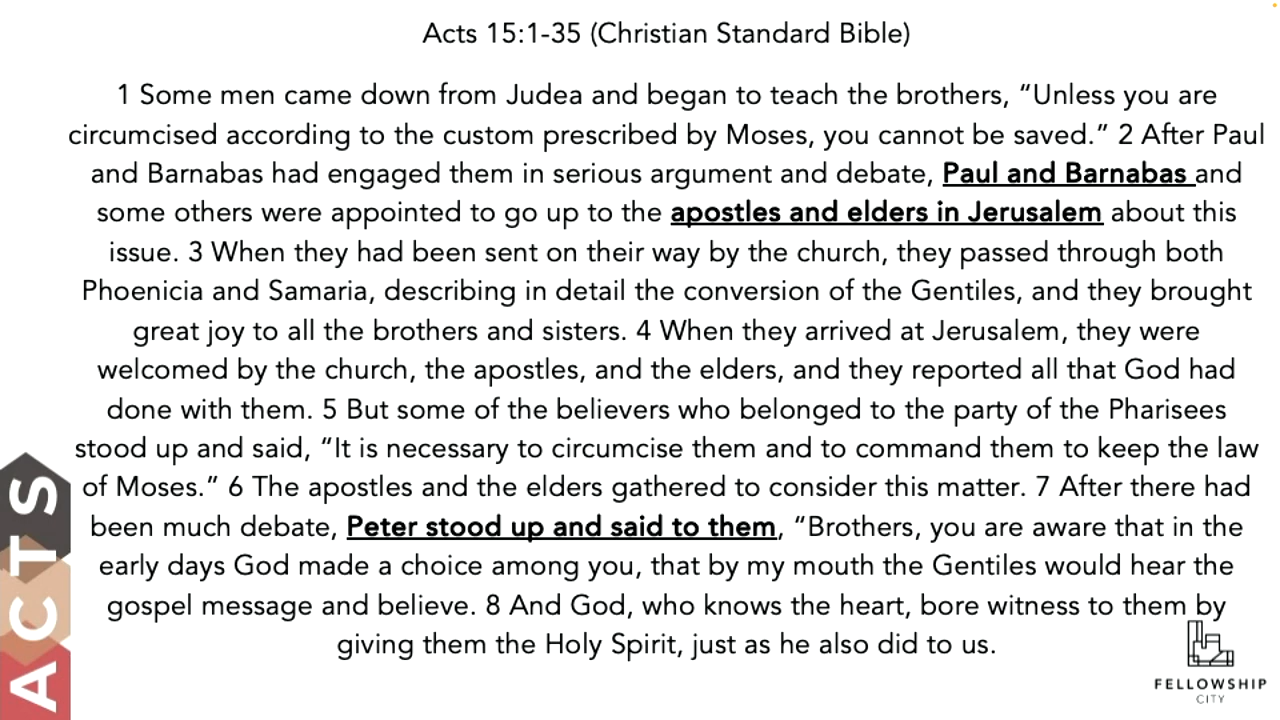 Acts 15:1-35 (Christian Standard Bible)
1 Some men came down from Judea and began to teach the brothers, “Unless you are
circumcised according to the custom prescribed by Moses, you cannot be saved.” 2 After Paul
and Barnabas had engaged them in serious argument and debate, Paul and Barnabas and
some others were appointed to go up to the apostles and elders in Jerusalem about this
issue. 3 When they had been sent on their way by the church, they passed through both
Phoenicia and Samaria, describing in detail the conversion of the Gentiles, and they brought
great joy to all the brothers and sisters. 4 When they arrived at Jerusalem, they were
welcomed by the church, the apostles, and the elders, and they reported all that God had
done with them. 5 But some of the believers who belonged to the party of the Pharisees
stood up and said, “It is necessary to circumcise them and to command them to keep the law
of Moses.” 6 The apostles and the elders gathered to consider this matter. 7 After there had
been much debate, Peter stood up and said to them, “Brothers, you are aware that in the
early days God made a choice among you, that by my mouth the Gentiles would hear the
gospel message and believe. 8 And God, who knows the heart, bore witness to them by
giving them the Holy Spirit, just as he also did to us.
ACTS
FELLOWSHIP
CITY